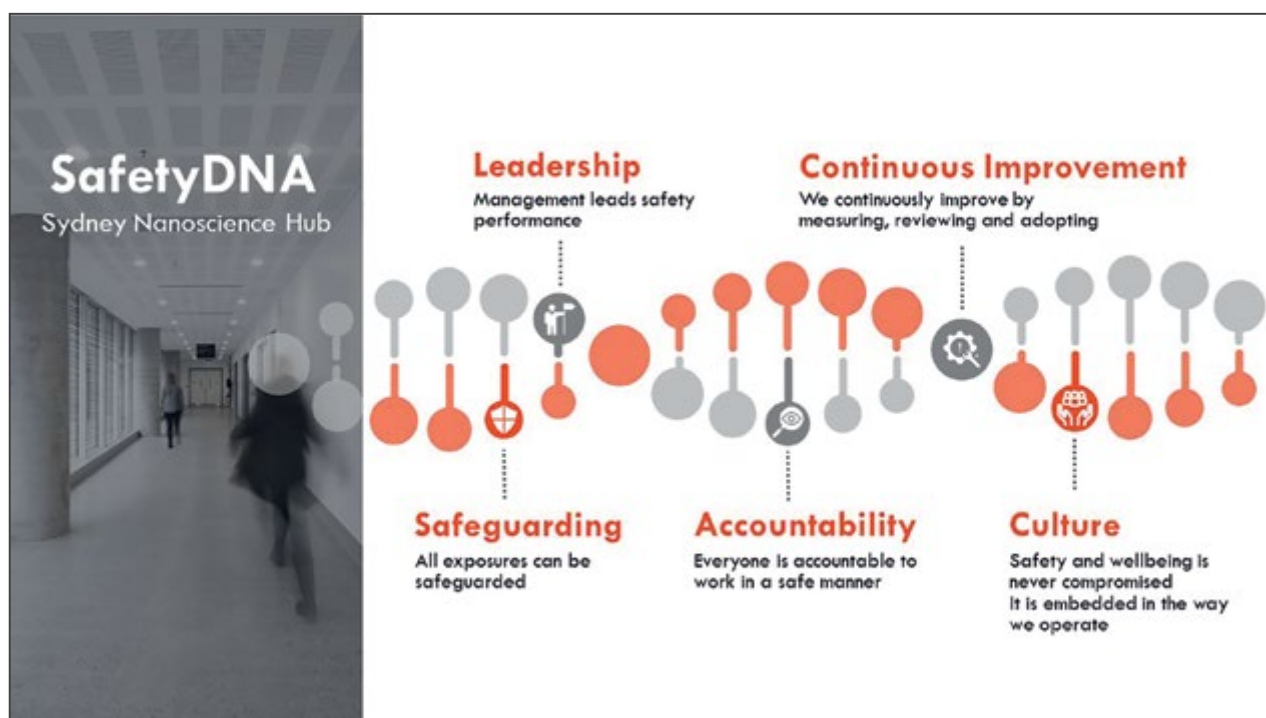 SafetyDNA
Sydney Nanoscience Hub
Leadership
Management leads safety
performance
Continuous Improvement
We continuously improve by
measuring, reviewing and adopting
Safeguarding
All exposures can be
safeguarded
Accountability
Everyone is accountable to
work in a safe manner
Culture
Safety and wellbeing is
never compromised
It is embedded in the way
we operate